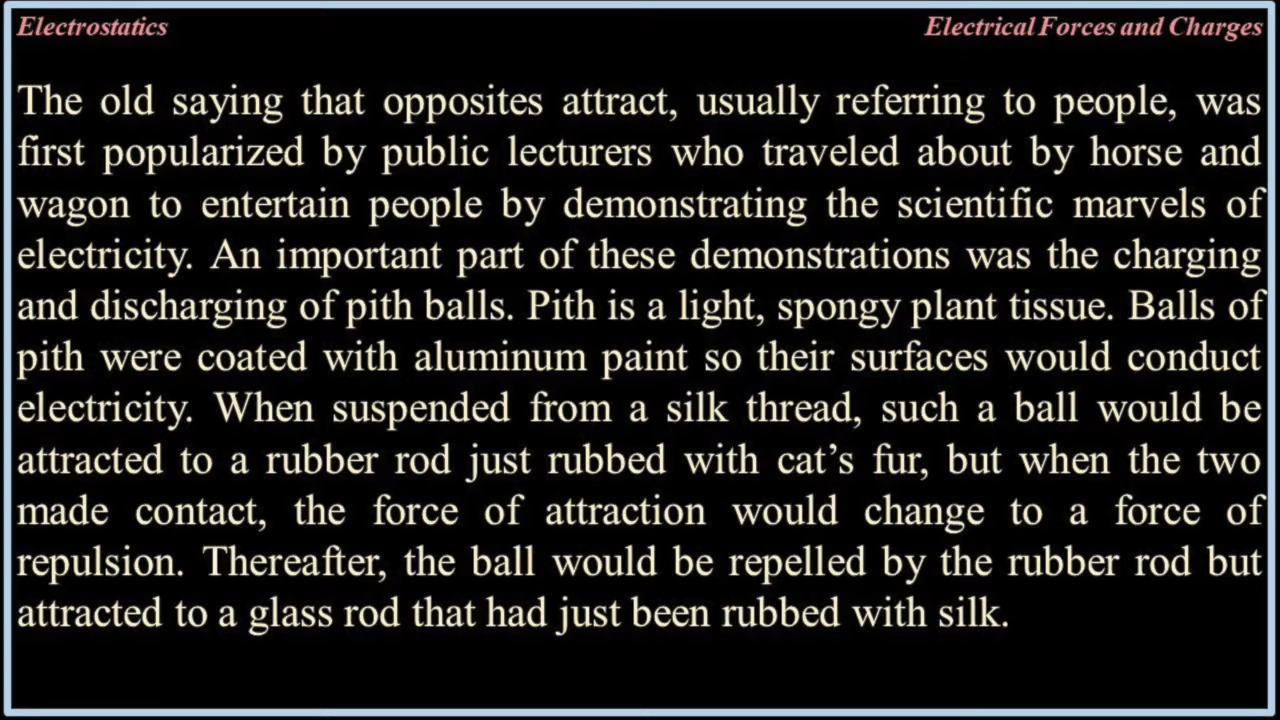 Electrostatics
Electrical Forces and Charges
The old saying that opposites attract, usually referring to people, was
first popularized by public lecturers who traveled about by horse and
wagon to entertain people by demonstrating the scientific marvels of
electricity. An important part of these demonstrations was the charging
and discharging of pith balls. Pith is a light, spongy plant tissue. Balls of
pith were coated with aluminum paint so their surfaces would conduct
electricity. When suspended from a silk thread, such a ball would be
attracted to a rubber rod just rubbed with cat’s fur, but when the two
made contact, the force of attraction would change to a force of
repulsion. Thereafter, the ball would be repelled by the rubber rod but
attracted to a glass rod that had just been rubbed with silk.